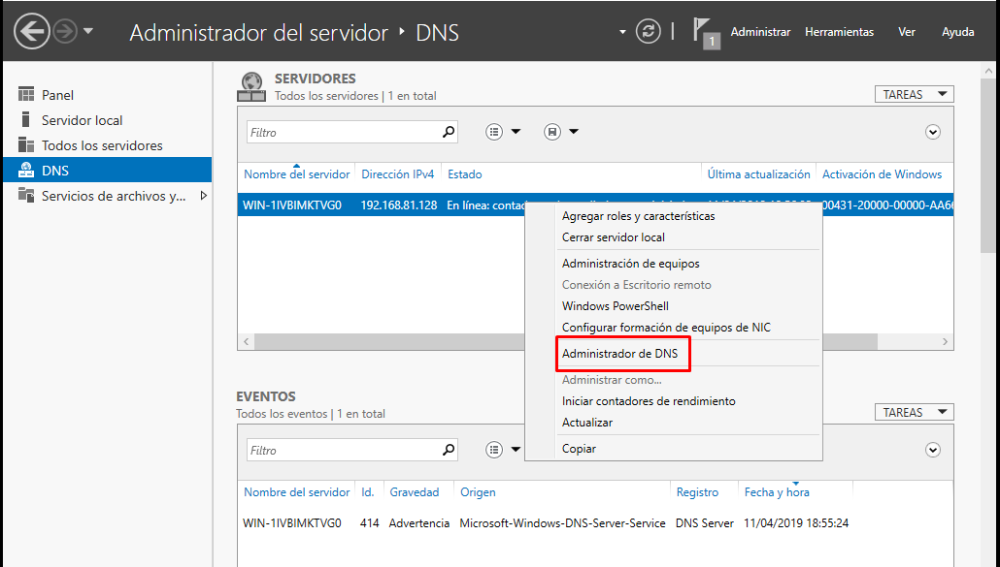 Administrador del servidor ‣ DNS
1
Administrar Herramientas Ver Ayuda
Panel
Servidor local
Todos los servidores
DNS
Servicios de archivos y...
SERVIDORES
Todos los servidores | 1 en total
TAREAS
Filtro
Nombre del servidor Dirección IPv4 Estado Última actualización Activación de Windows
WIN-1IVBIMKTVG0 192.168.81.128 En línea: 00431-20000-00000-AA66
Agregar roles y características
Cerrar servidor local
Administración de equipos
Conexión a Escritorio remoto
Windows PowerShell
Configurar formación de equipos de NIC
Administrador de DNS
Administrar como...
Iniciar contadores de rendimiento
Actualizar
Copiar
EVENTOS
Todos los eventos | 1 en total
TAREAS
Filtro
Nombre del servidor Id. Gravedad Origen Registro Fecha y hora
WIN-1IVBIMKTVG0 414 Advertencia Microsoft-Windows-DNS-Server-Service DNS Server 11/04/2019 18:55:24